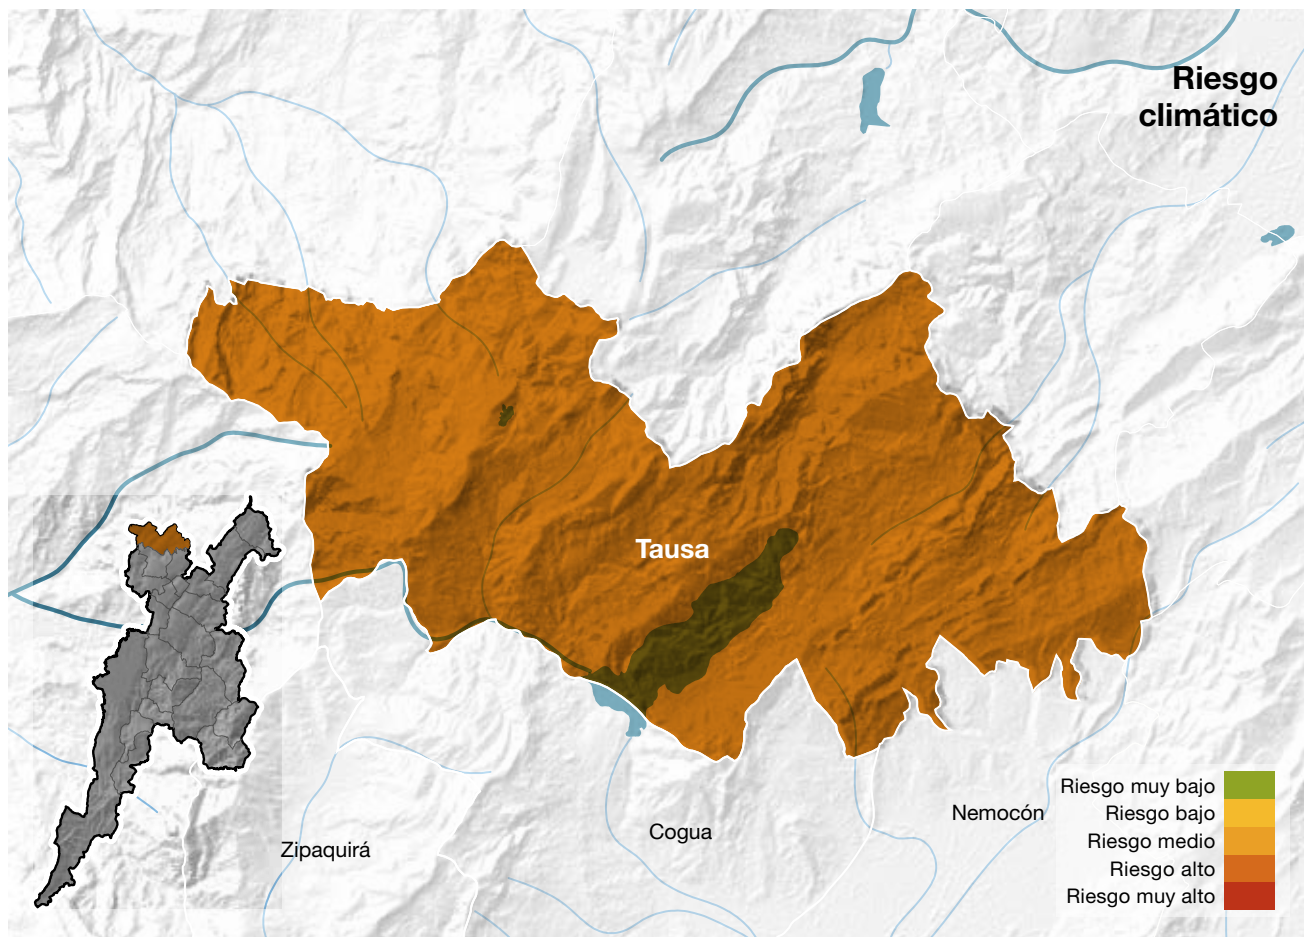 Riesgo
climático
Tausa
Nemocón
Cogua
Zipaquirá
Riesgo muy bajo
Riesgo bajo
Riesgo medio
Riesgo alto
Riesgo muy alto